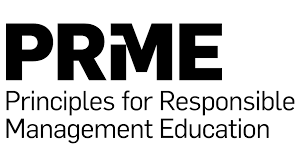 PRME
Principles for Responsible
Management Education